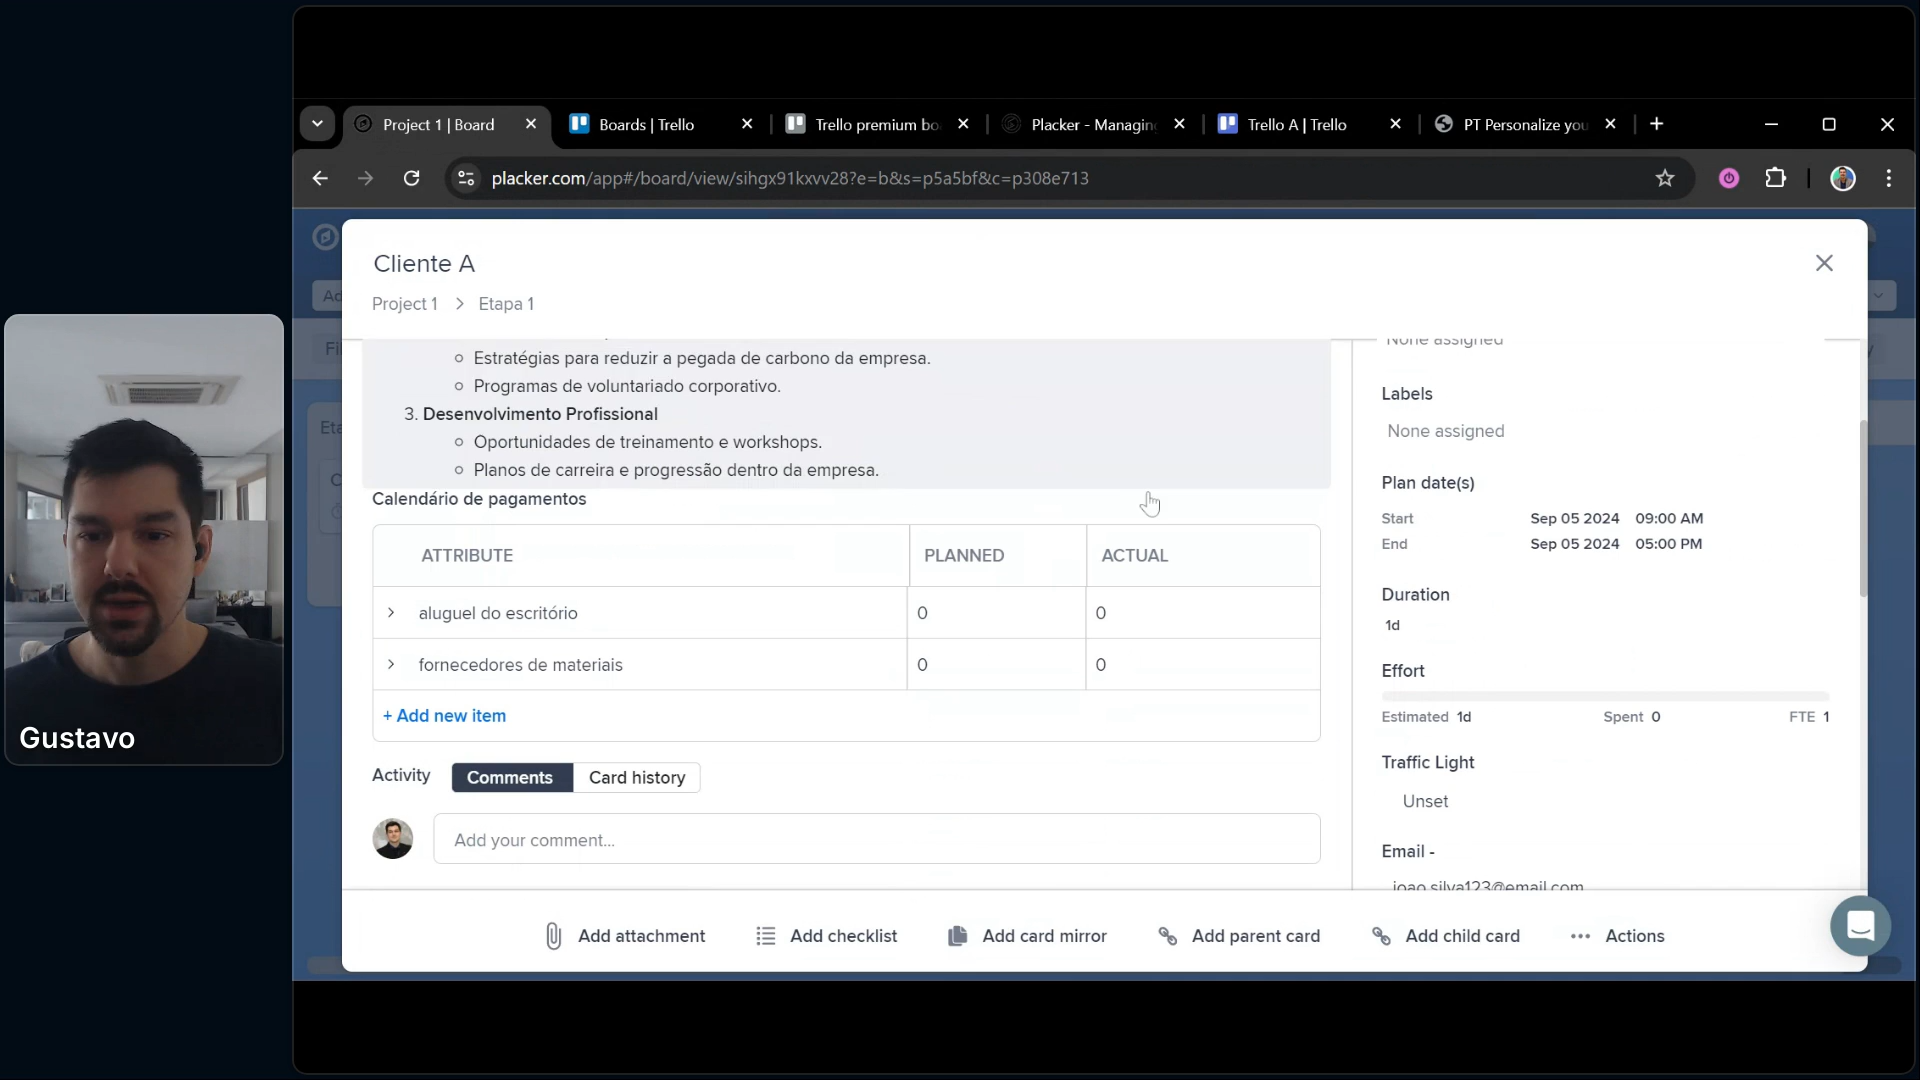 Project 1 | Board
Boards | Trello
Trello premium bo
Placker - Managin
Trello A | Trello
PT Personalize you
placker.com/app#/board/view/sihgx91kxvv28?e=b&s=p5a5bf&c=p308e713
Cliente A
Project 1 > Etapa 1
Estratégias para reduzir a pegada de carbono da empresa.
Programas de voluntariado corporativo.
3. Desenvolvimento Profissional
Oportunidades de treinamento e workshops.
Planos de carreira e progressão dentro da empresa.
Calendário de pagamentos
ATTRIBUTE PLANNED ACTUAL
aluguel do escritório 0 0
fornecedores de materiais 0 0
+ Add new item
Activity Comments Card history
Add your comment...
None assigned
Labels
None assigned
Plan date(s)
Start Sep 05 2024 09:00 AM
End Sep 05 2024 05:00 PM
Duration
1d
Effort
Estimated 1d Spent 0 FTE 1
Traffic Light
Unset
Email -
joao.silva123@email.com
Add attachment
Add checklist
Add card mirror
Add parent card
Add child card
Actions
Gustavo